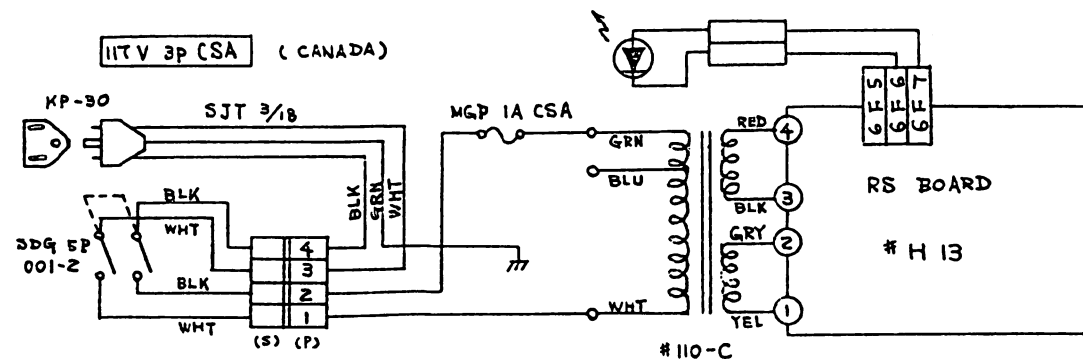 117V 3P CSA (CANADA)
KP-30
SJT 3/18
MGP 1A CSA
6F5
6F6
6F7
RED
4
GRN
BLU
BLK
3
RS BOARD
BLK
GRN
WHT
BLK
WHT
GRY
2
SDG 5P
001-2
4
3
# H 13
BLK
2
WHT
1
WHT
YEL
1
(S) (P)
#110-C